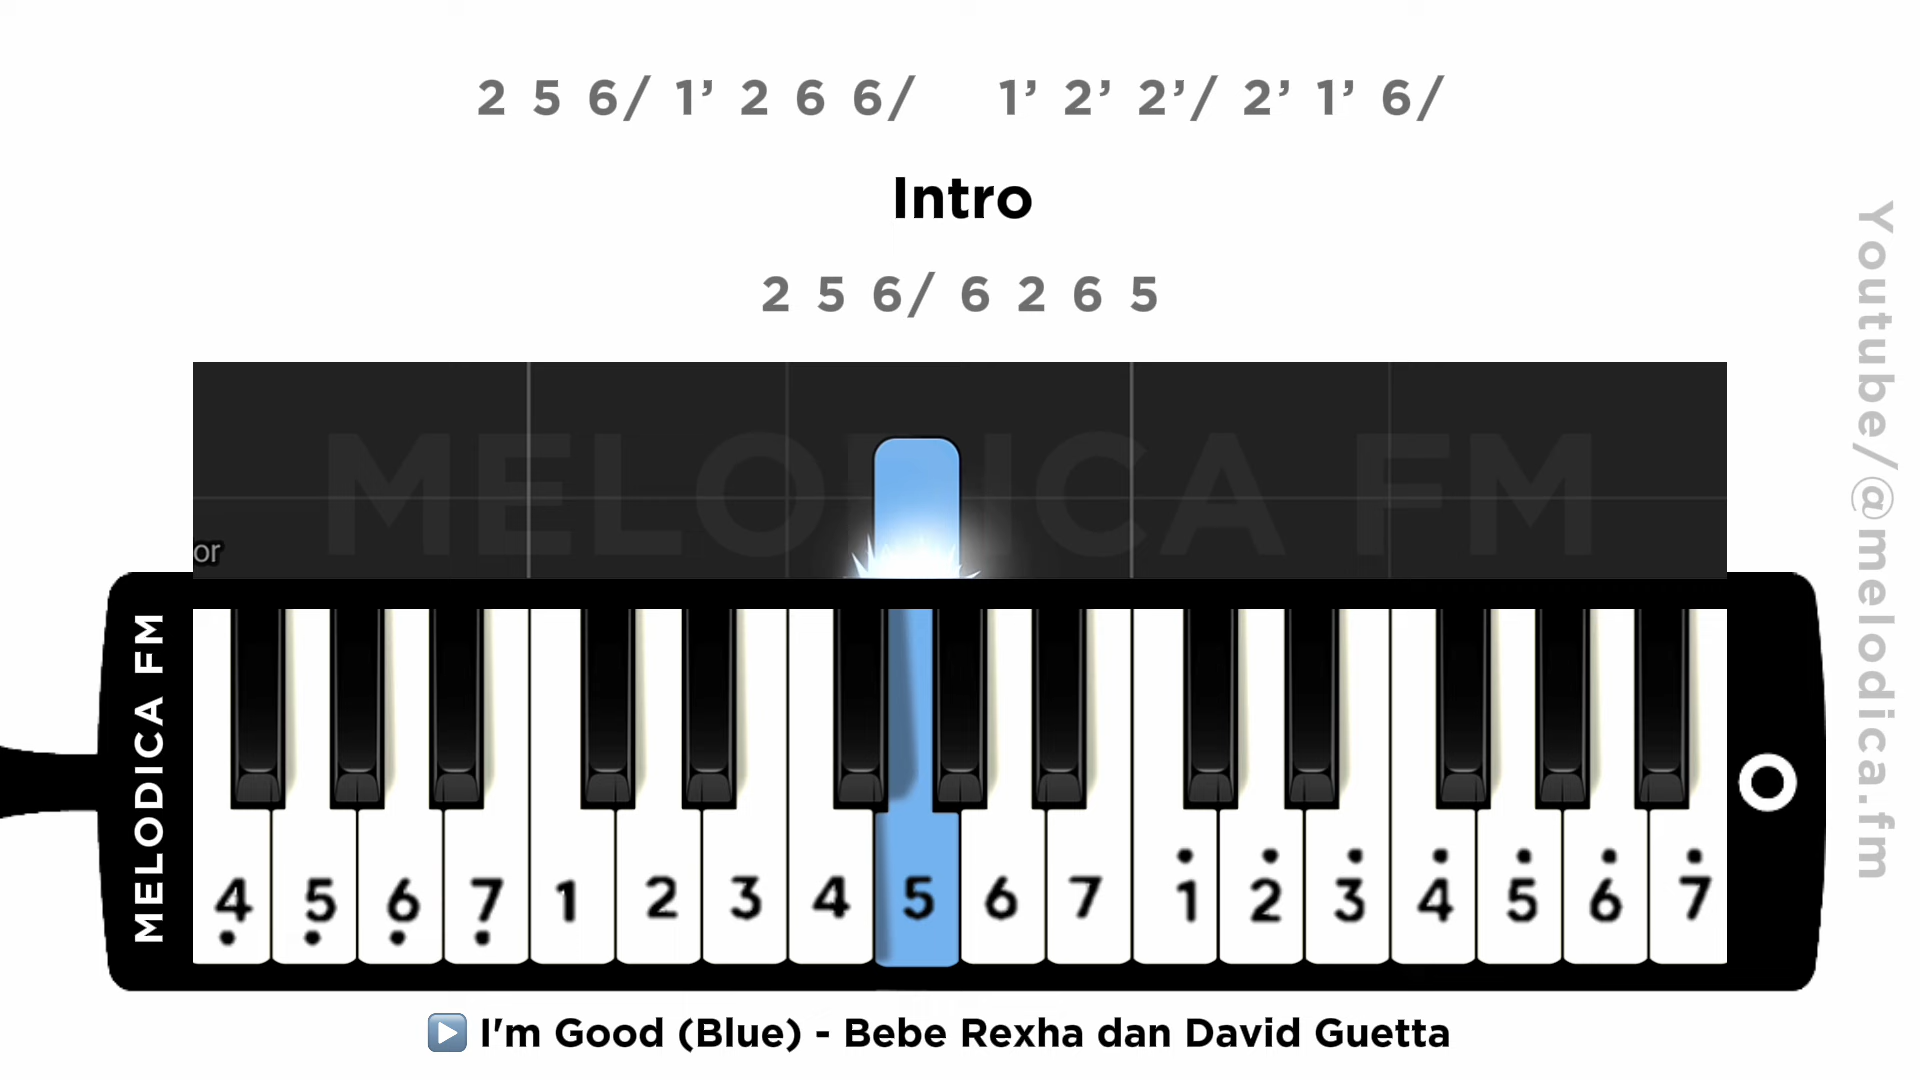 2 5 6/ 1’ 2 6 6/ 1’ 2’ 2’/ 2’ 1’ 6/
Intro
2 5 6/ 6 2 6 5
MELODICA FM
or
MELODICA FM
4 5 6 7 1 2 3 4 5 6 7 1 2 3 4 5 6 7
▶ I'm Good (Blue) - Bebe Rexha dan David Guetta
Youtube/@melodica.fm